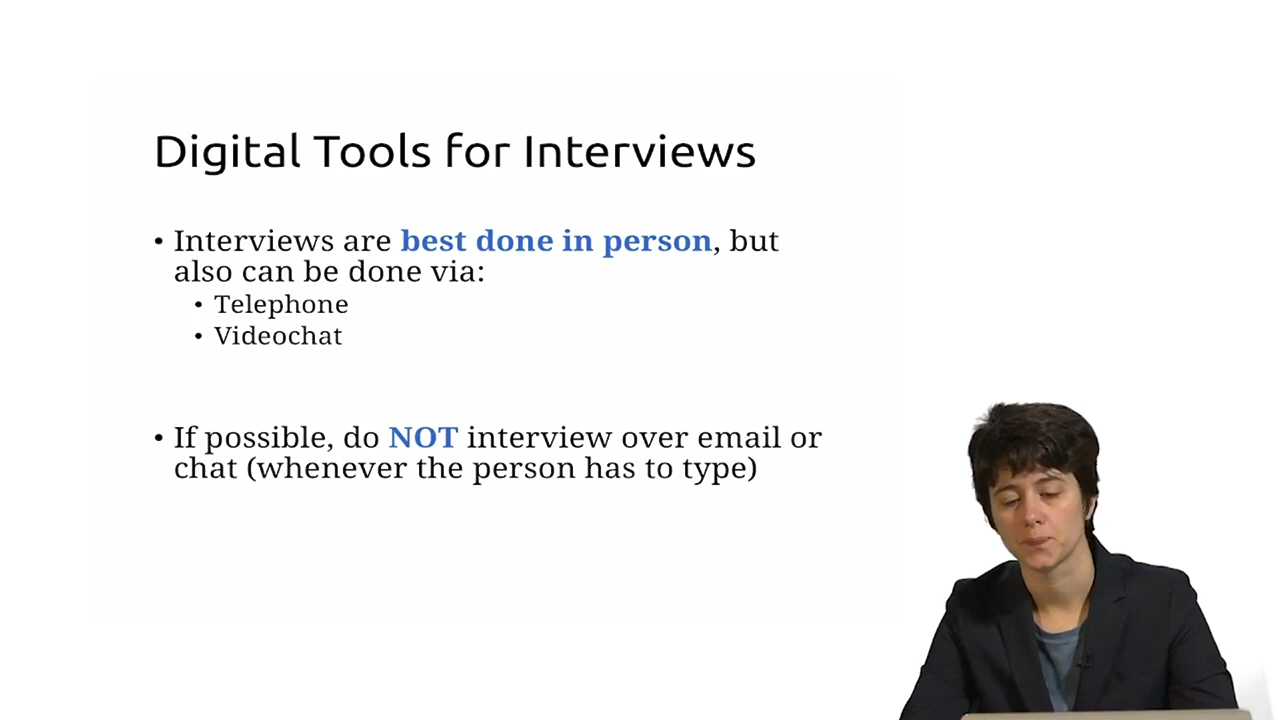 Digital Tools for Interviews
• Interviews are best done in person, but
also can be done via:
• Telephone
• Videochat
• If possible, do NOT interview over email or
chat (whenever the person has to type)